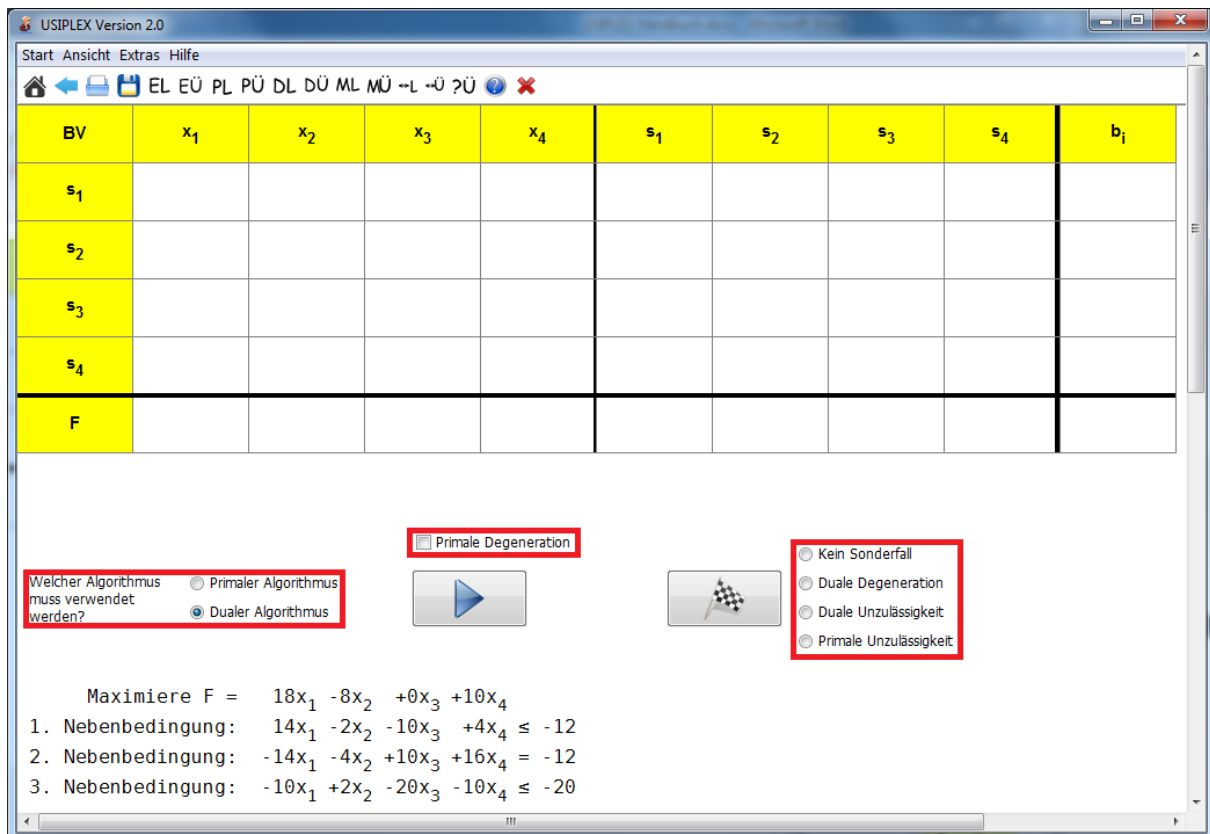 USIPLEX Version 2.0
Start Ansicht Extras Hilfe
EL EÜ PL PÜ DL DÜ ML MÜ ↔L ↔Ü ?Ü
BV x₁ x₂ x₃ x₄ s₁ s₂ s₃ s₄ bᵢ
s₁
s₂
s₃
s₄
F
Primale Degeneration
Welcher Algorithmus
muss verwendet
werden?
Primaler Algorithmus
Dualer Algorithmus
Kein Sonderfall
Duale Degeneration
Duale Unzulässigkeit
Primale Unzulässigkeit
Maximiere F = 18x₁ -8x₂ +0x₃ +10x₄
1. Nebenbedingung: 14x₁ -2x₂ -10x₃ +4x₄ ≤ -12
2. Nebenbedingung: -14x₁ -4x₂ +10x₃ +16x₄ = -12
3. Nebenbedingung: -10x₁ +2x₂ -20x₃ -10x₄ ≤ -20